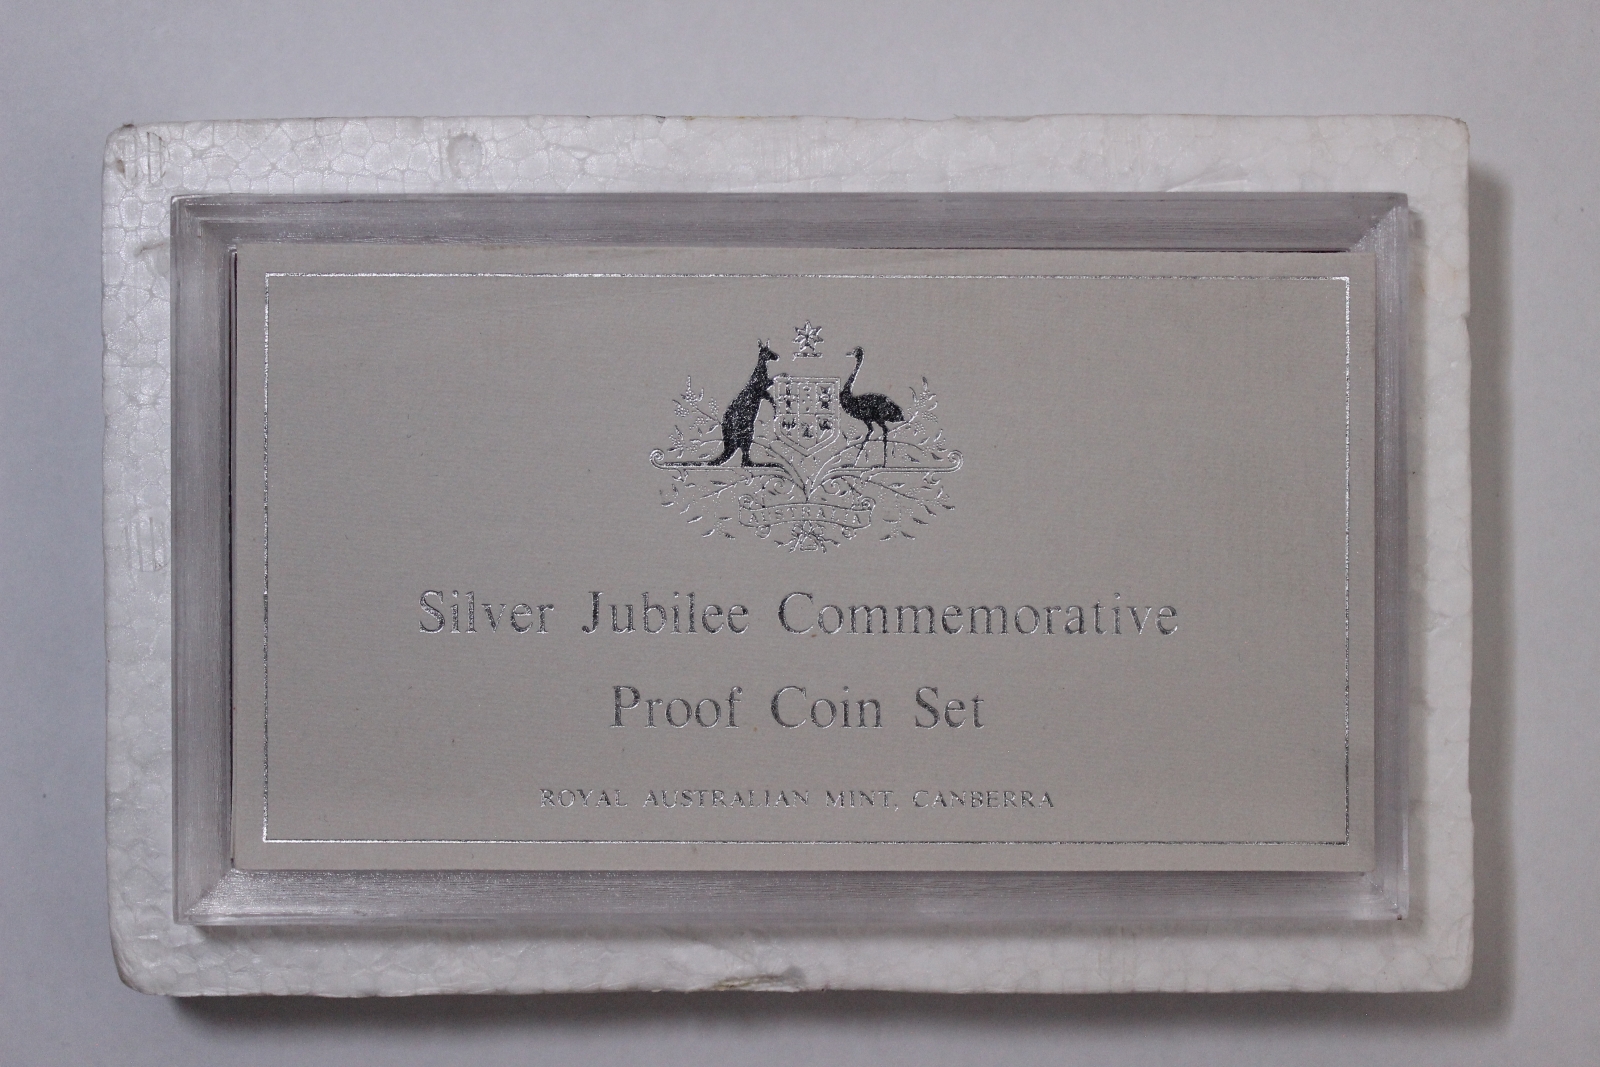 AUSTRALIA
Silver Jubilee Commemorative
Proof Coin Set
ROYAL AUSTRALIAN MINT, CANBERRA